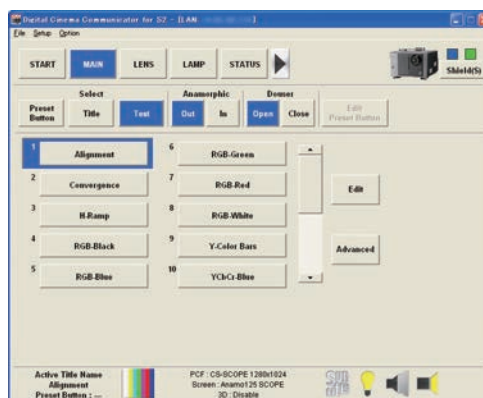 Digital Cinema Communicator for S2 - [LAN
File Setup Option
START MAIN LENS LAMP STATUS Shield(S)
Select Anamorphic Douser
Preset Button Title Test Out In Open Close Edit Preset Button
1 Alignment 6 RGB-Green
2 Convergence 7 RGB-Red Edit
3 H-Ramp 8 RGB-White
4 RGB-Black 9 Y-Color Bars Advanced
5 RGB-Blue 10 YCbCr-Blue
Active Title Name PCF : CS-SCOPE 1280x1024
Alignment Screen : Anamo125 SCOPE
Preset Button : --- 3D : Disable